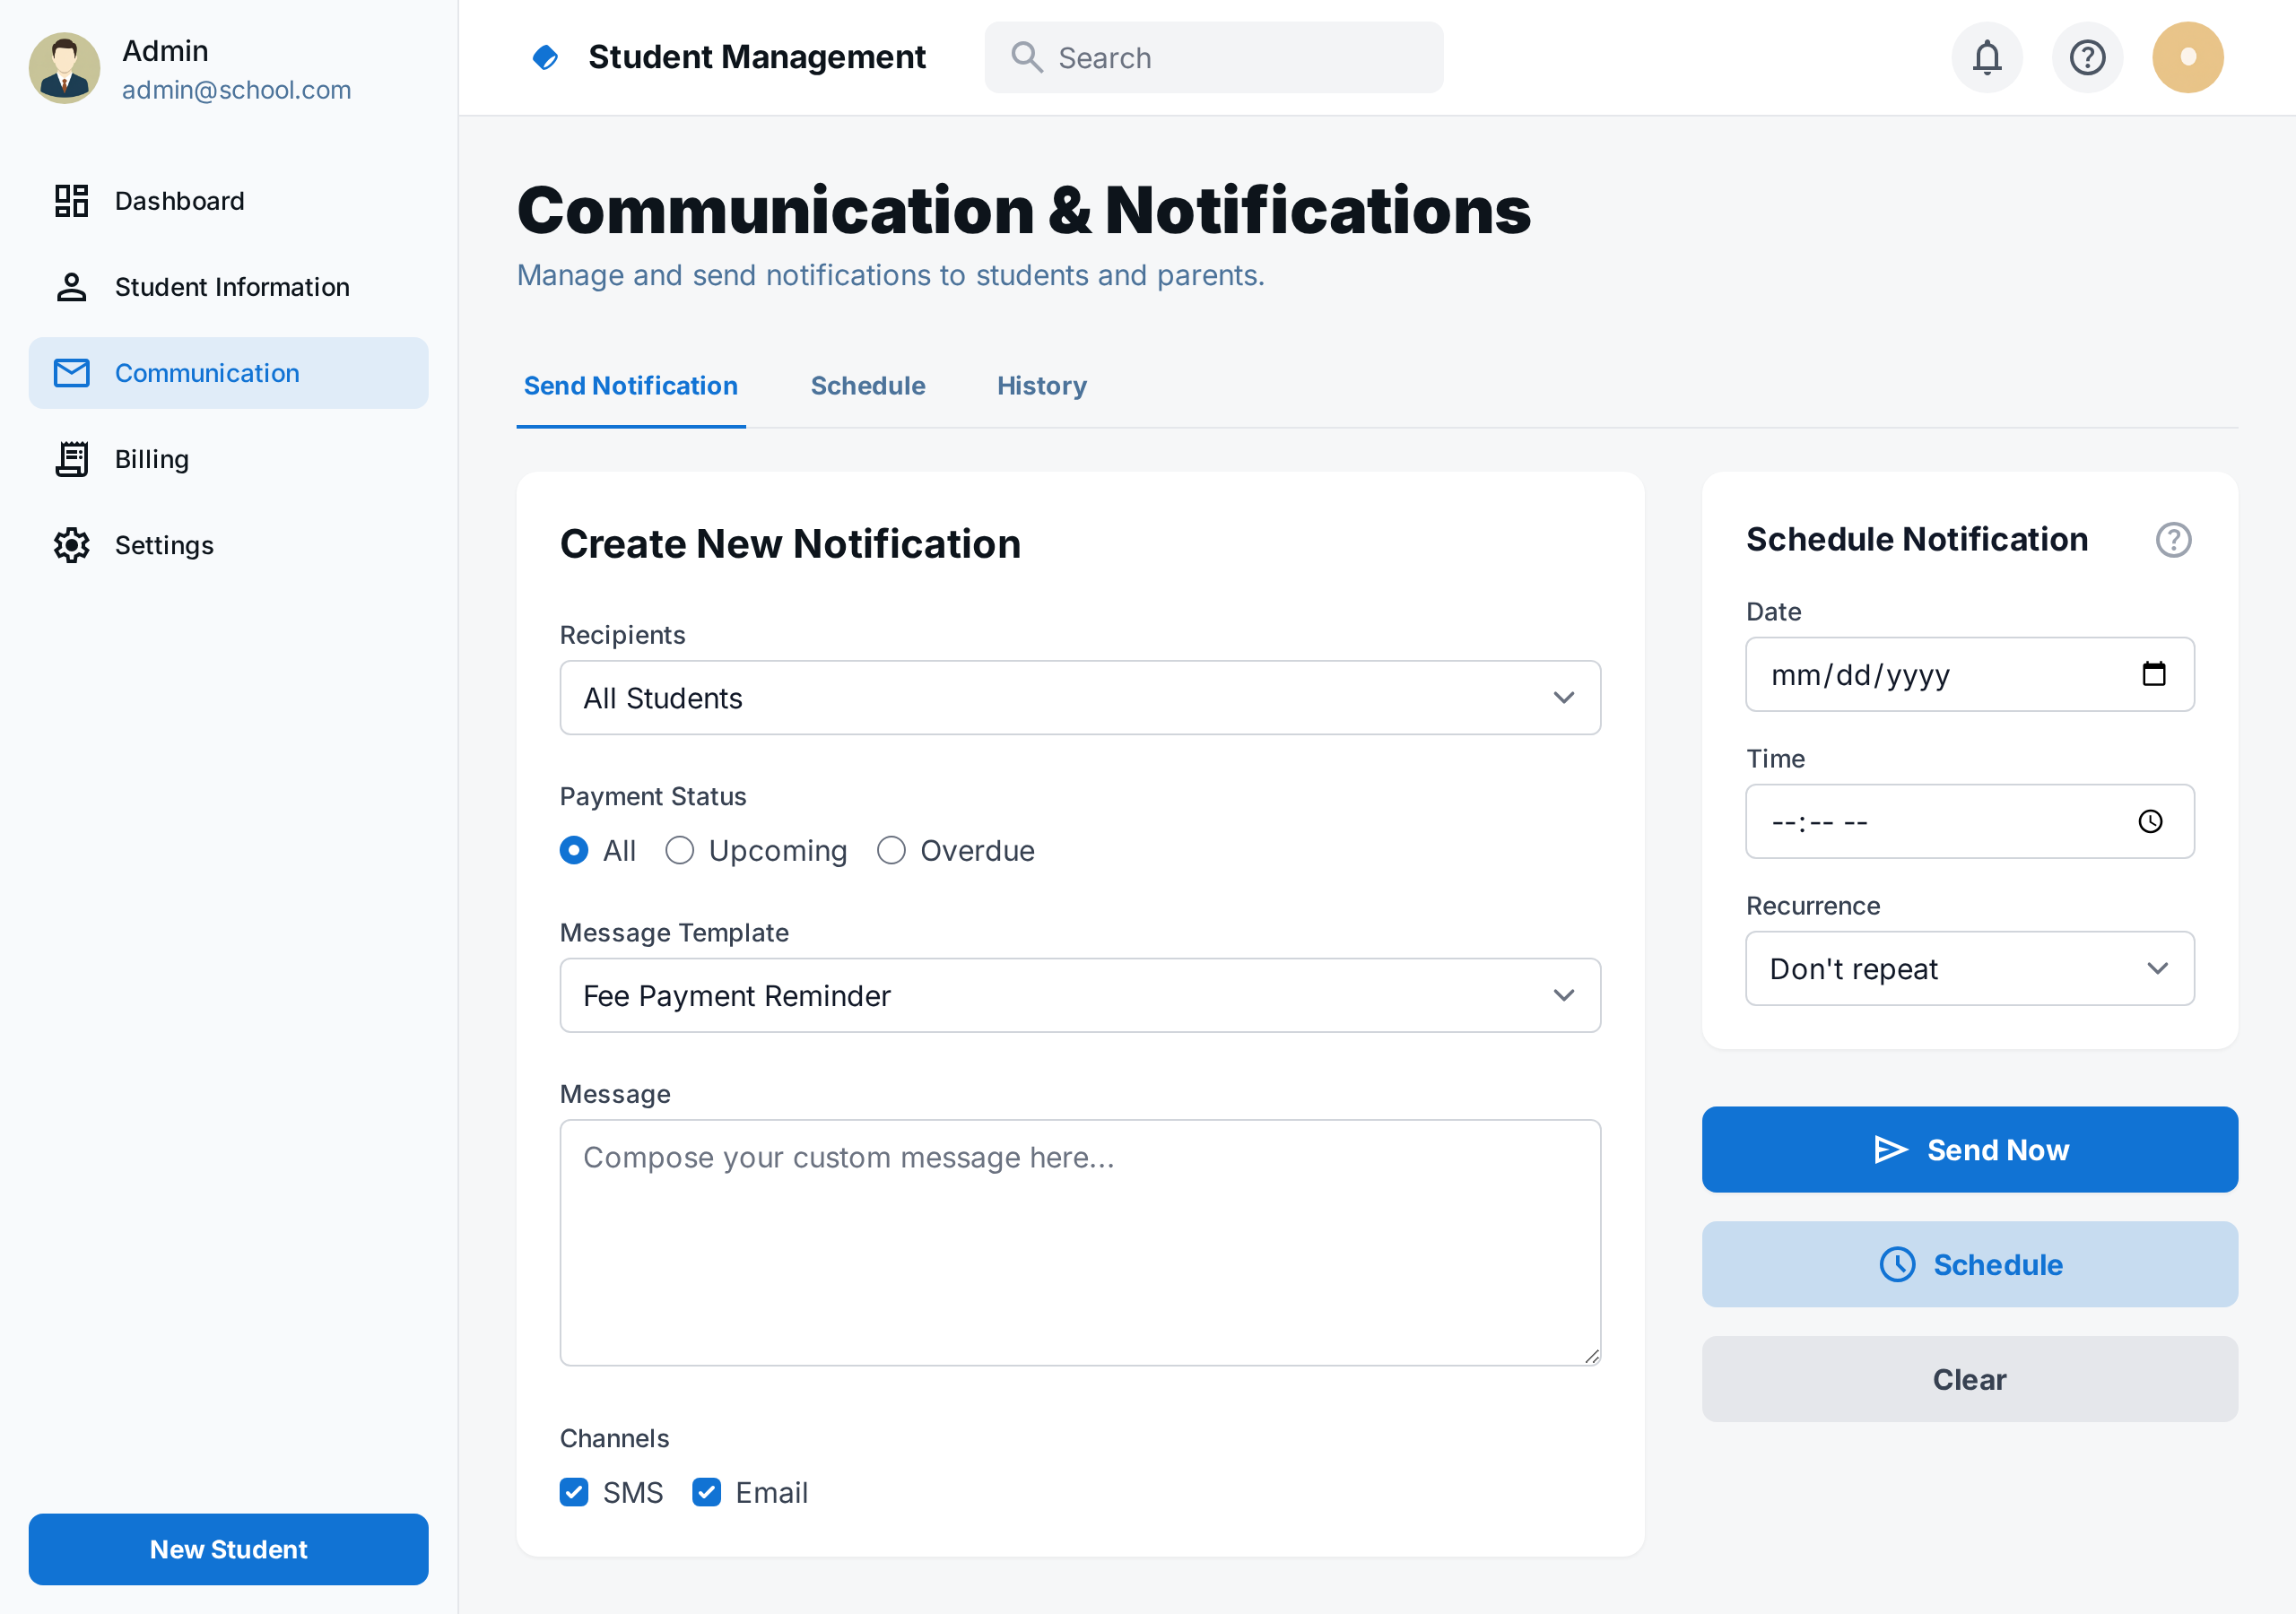 Admin
admin@school.com
Dashboard
Student Information
Communication
Billing
Settings
New Student
Student Management
Search
Communication & Notifications
Manage and send notifications to students and parents.
Send Notification
Schedule
History
Create New Notification
Recipients
All Students
Payment Status
All
Upcoming
Overdue
Message Template
Fee Payment Reminder
Message
Compose your custom message here...
Channels
SMS
Email
Schedule Notification
Date
mm/dd/yyyy
Time
--:-- --
Recurrence
Don't repeat
Send Now
Schedule
Clear